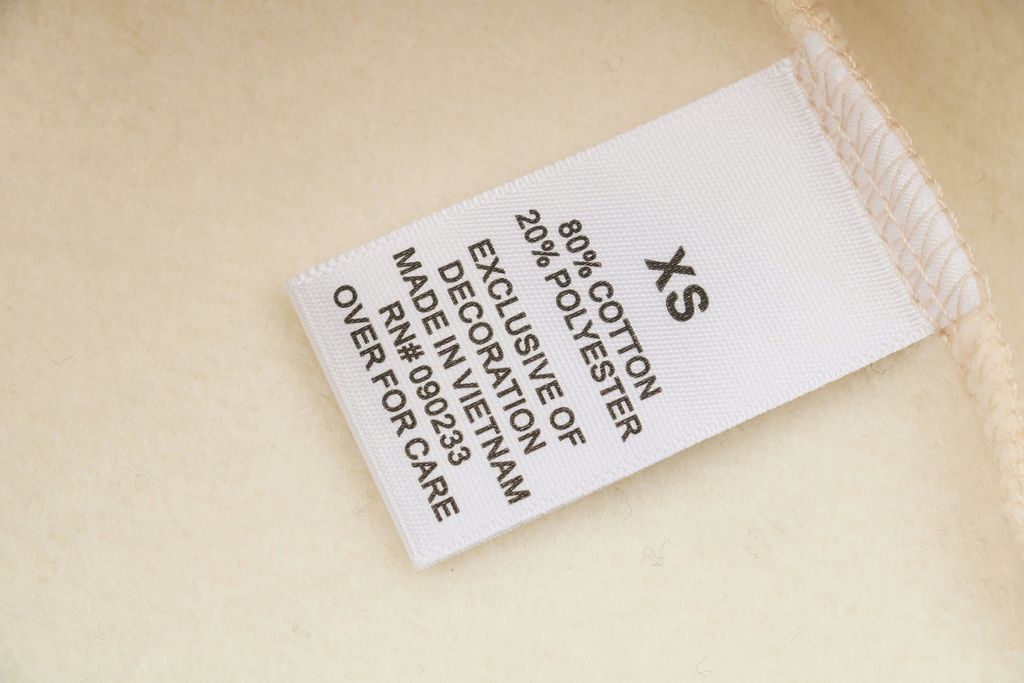 XS
80% COTTON
20% POLYESTER
EXCLUSIVE OF
DECORATION
MADE IN VIETNAM
RN# 090233
OVER FOR CARE